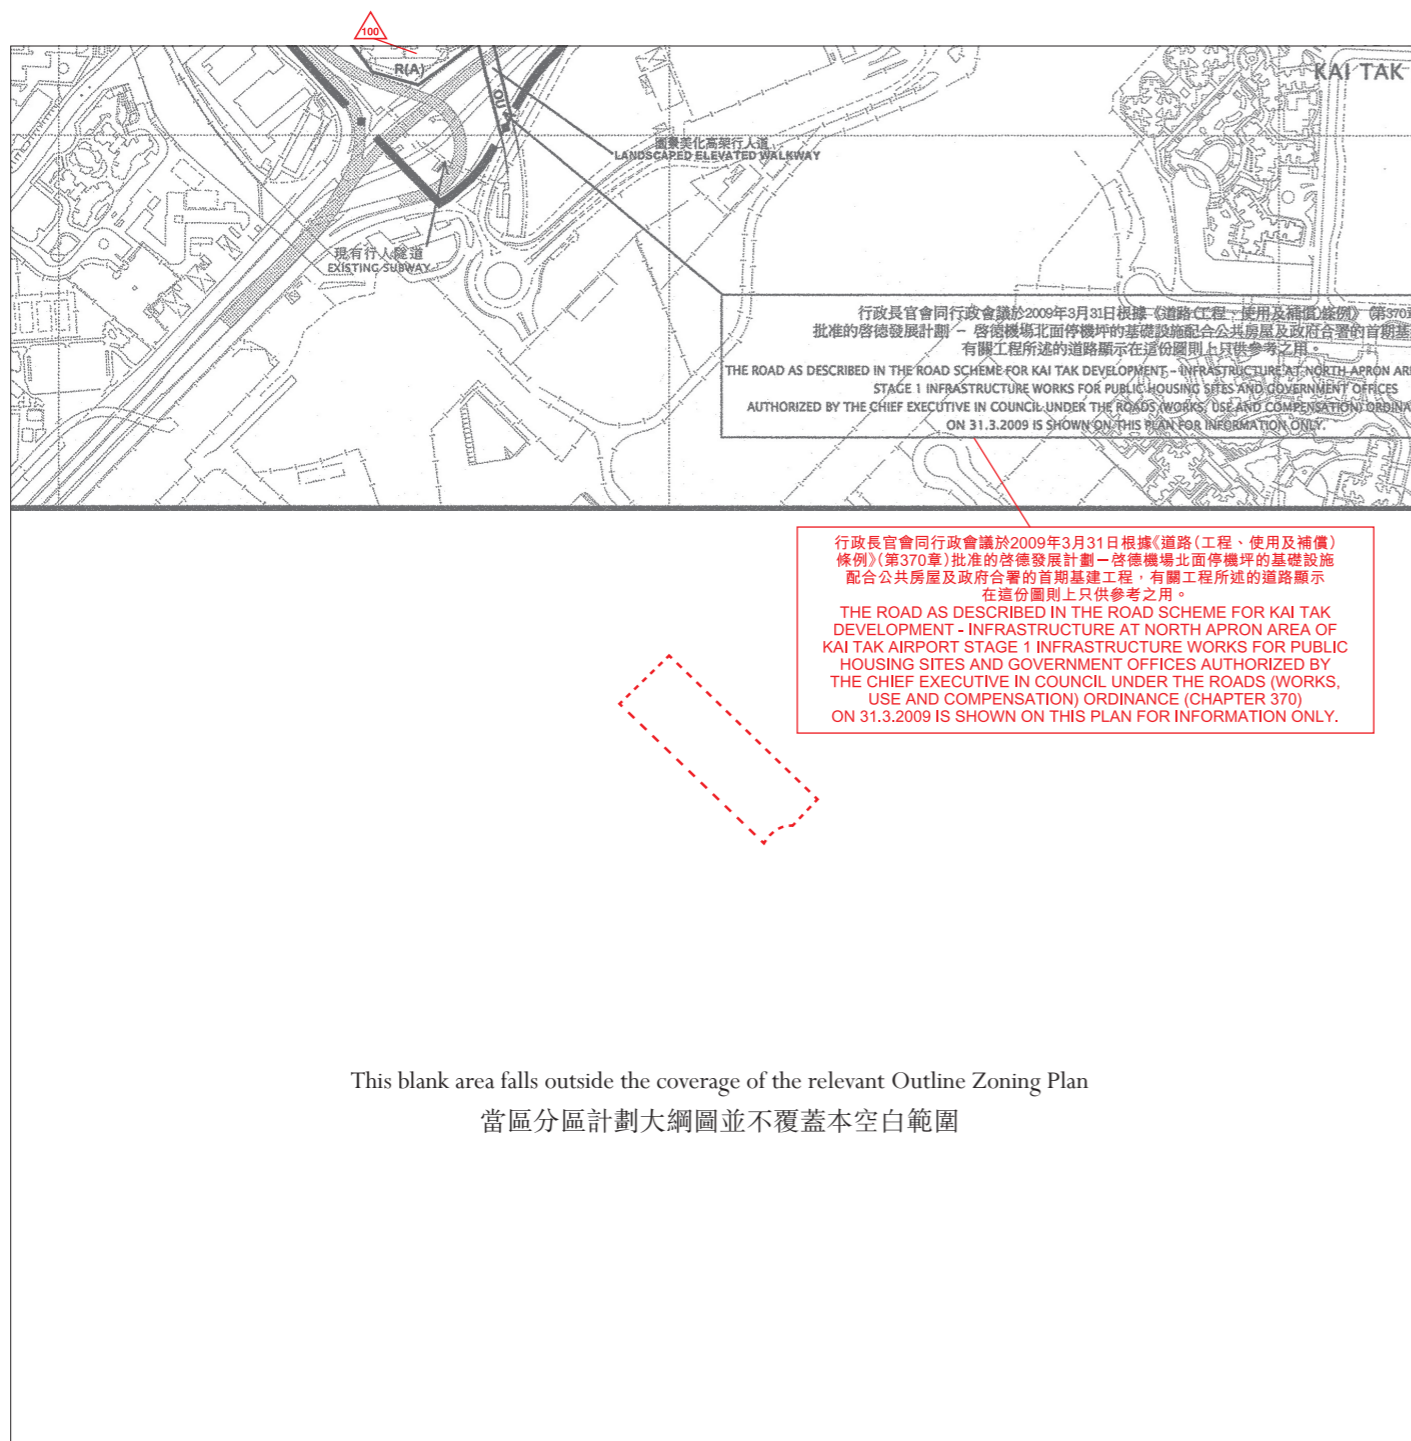 100
R(A)
OU
KAI TAK
園景美化高架行人道
LANDSCAPED ELEVATED WALKWAY
現有行人隧道
EXISTING SUBWAY
行政長官會同行政會議於2009年3月31日根據《道路(工程、使用及補償)條例》(第370
批准的啓德發展計劃 － 啓德機場北面停機坪的基礎設施配合公共房屋及政府合署的首期基
有關工程所述的道路顯示在這份圖則上只供參考之用。
THE ROAD AS DESCRIBED IN THE ROAD SCHEME FOR KAI TAK DEVELOPMENT - INFRASTRUCTURE AT NORTH APRON
STAGE 1 INFRASTRUCTURE WORKS FOR PUBLIC HOUSING SITES AND GOVERNMENT OFFICES
AUTHORIZED BY THE CHIEF EXECUTIVE IN COUNCIL UNDER THE ROADS (WORKS, USE AND COMPENSATION)
ON 31.3.2009 IS SHOWN ON THIS PLAN FOR INFORMATION ONLY.
行政長官會同行政會議於2009年3月31日根據《道路(工程、使用及補償)
條例》(第370章)批准的啓德發展計劃－啓德機場北面停機坪的基礎設施
配合公共房屋及政府合署的首期基建工程，有關工程所述的道路顯示
在這份圖則上只供參考之用。
THE ROAD AS DESCRIBED IN THE ROAD SCHEME FOR KAI TAK
DEVELOPMENT - INFRASTRUCTURE AT NORTH APRON AREA OF
KAI TAK AIRPORT STAGE 1 INFRASTRUCTURE WORKS FOR PUBLIC
HOUSING SITES AND GOVERNMENT OFFICES AUTHORIZED BY
THE CHIEF EXECUTIVE IN COUNCIL UNDER THE ROADS (WORKS,
USE AND COMPENSATION) ORDINANCE (CHAPTER 370)
ON 31.3.2009 IS SHOWN ON THIS PLAN FOR INFORMATION ONLY.
This blank area falls outside the coverage of the relevant Outline Zoning Plan
當區分區計劃大綱圖並不覆蓋本空白範圍